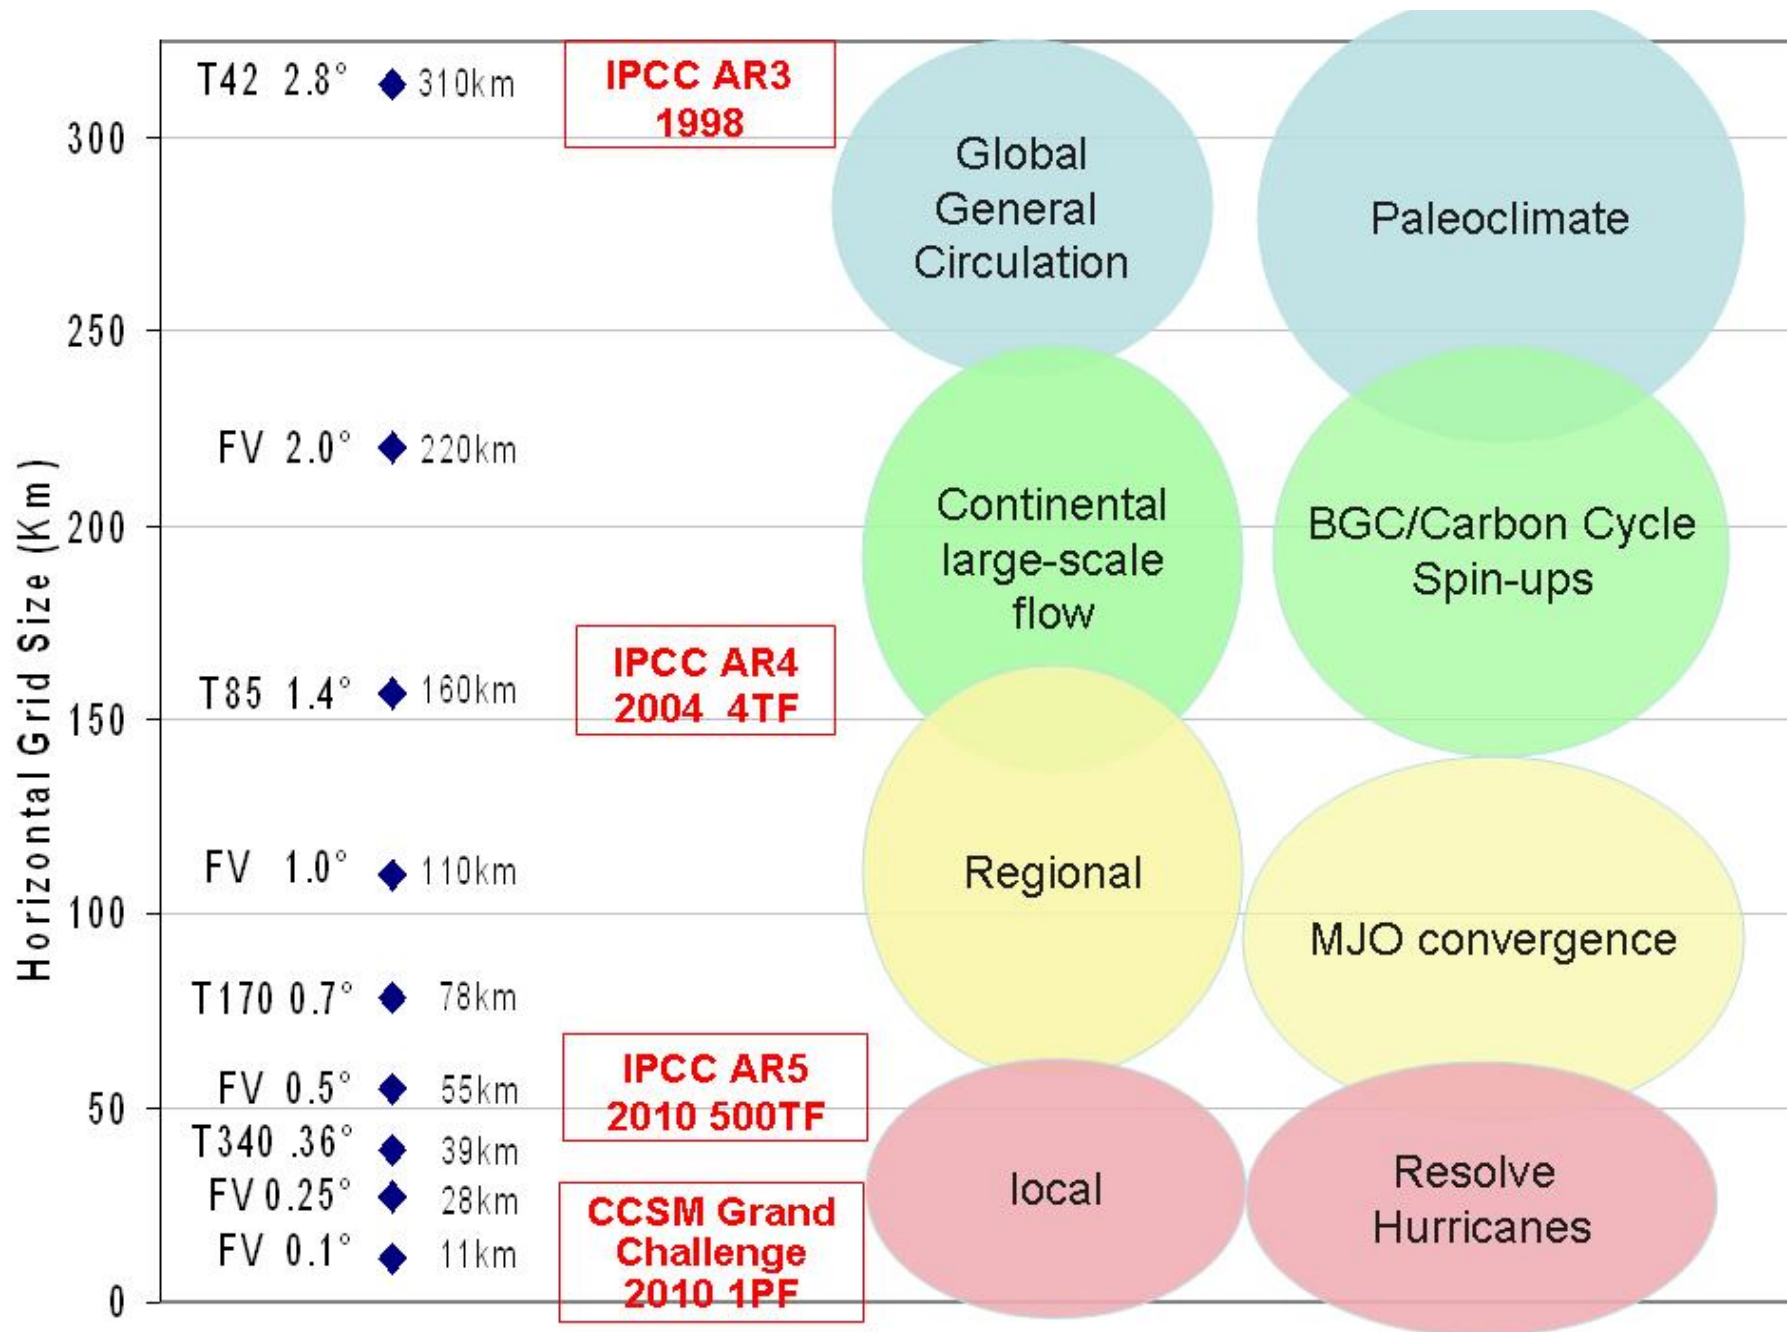 Horizontal Grid Size (Km)
300
250
200
150
100
50
0
T42 2.8° 310km
FV 2.0° 220km
T85 1.4° 160km
FV 1.0° 110km
T170 0.7° 78km
FV 0.5° 55km
T340 .36° 39km
FV 0.25° 28km
FV 0.1° 11km
IPCC AR3
1998
IPCC AR4
2004 4TF
IPCC AR5
2010 500TF
CCSM Grand
Challenge
2010 1PF
Global
General
Circulation
Continental
large-scale
flow
Regional
local
Paleoclimate
BGC/Carbon Cycle
Spin-ups
MJO convergence
Resolve
Hurricanes